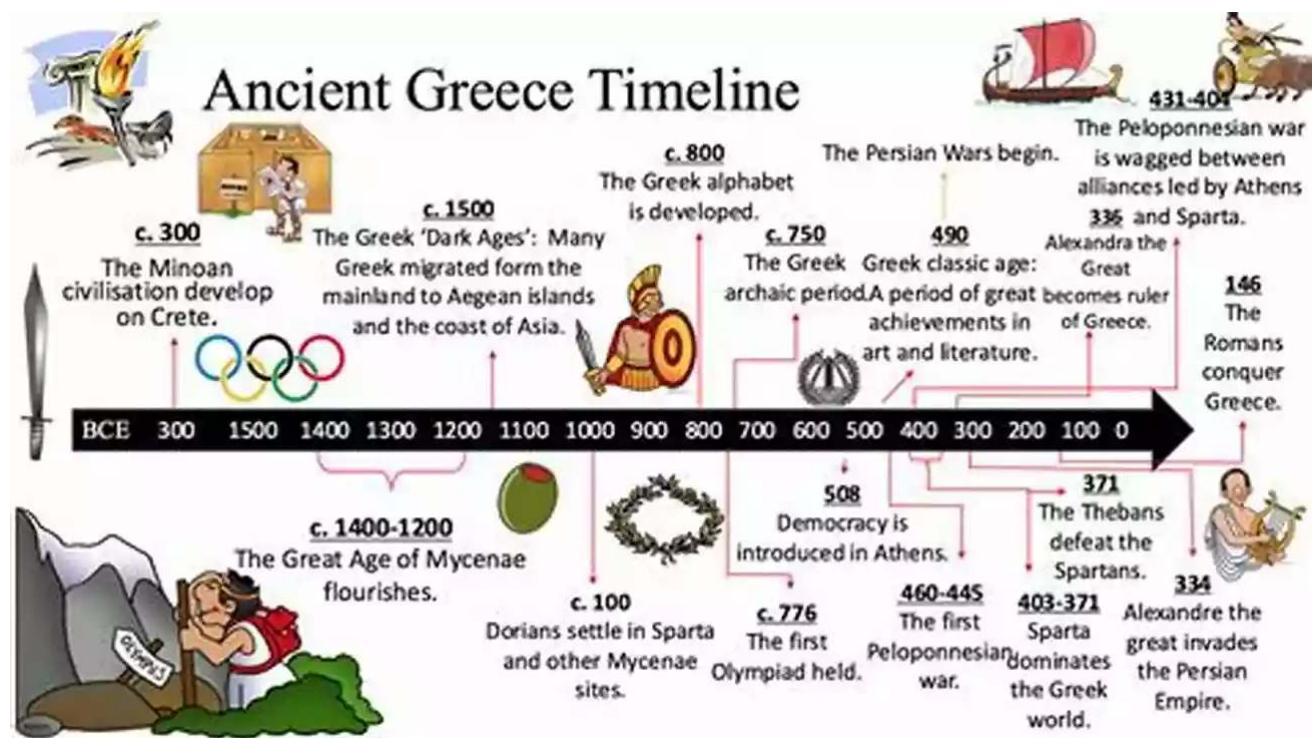 Ancient Greece Timeline
c. 300
The Minoan
civilisation develop
on Crete.
c. 1500
The Greek 'Dark Ages': Many
Greek migrated form the
mainland to Aegean islands
and the coast of Asia.
c. 800
The Greek alphabet
is developed.
c. 750
The Greek
archaic period.
The Persian Wars begin.
490
Greek classic age:
A period of great
achievements in
art and literature.
431-404
The Peloponnesian war
is wagged between
alliances led by Athens
and Sparta.
336
Alexandra the
Great
becomes ruler
of Greece.
146
The
Romans
conquer
Greece.
BCE 300 1500 1400 1300 1200 1100 1000 900 800 700 600 500 400 300 200 100 0
c. 1400-1200
The Great Age of Mycenae
flourishes.
c. 100
Dorians settle in Sparta
and other Mycenae
sites.
c. 776
The first
Olympiad held.
508
Democracy is
introduced in Athens.
460-445
The first
Peloponnesian
war.
403-371
Sparta
dominates
the Greek
world.
371
The Thebans
defeat the
Spartans.
334
Alexandre the
great invades
the Persian
Empire.
OLYMPUS